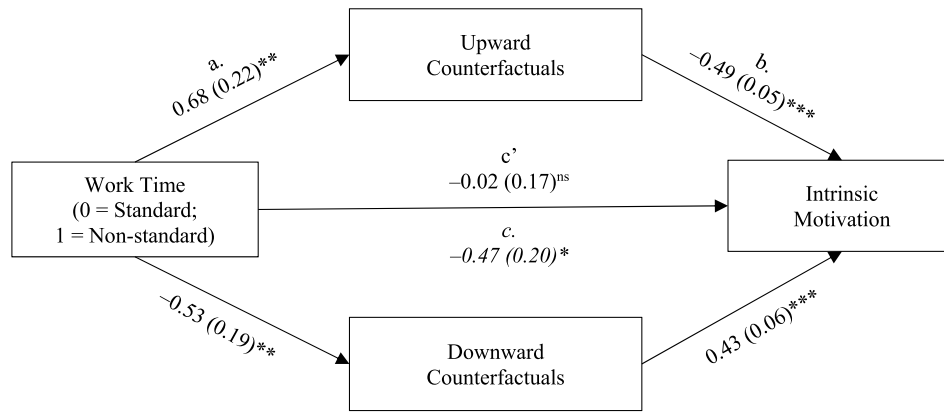 Upward
Counterfactuals
a.
0.68 (0.22)**
b.
–0.49 (0.05)***
Work Time
(0 = Standard;
1 = Non-standard)
c’
–0.02 (0.17)ns
c.
–0.47 (0.20)*
Intrinsic
Motivation
–0.53 (0.19)**
Downward
Counterfactuals
0.43 (0.06)***